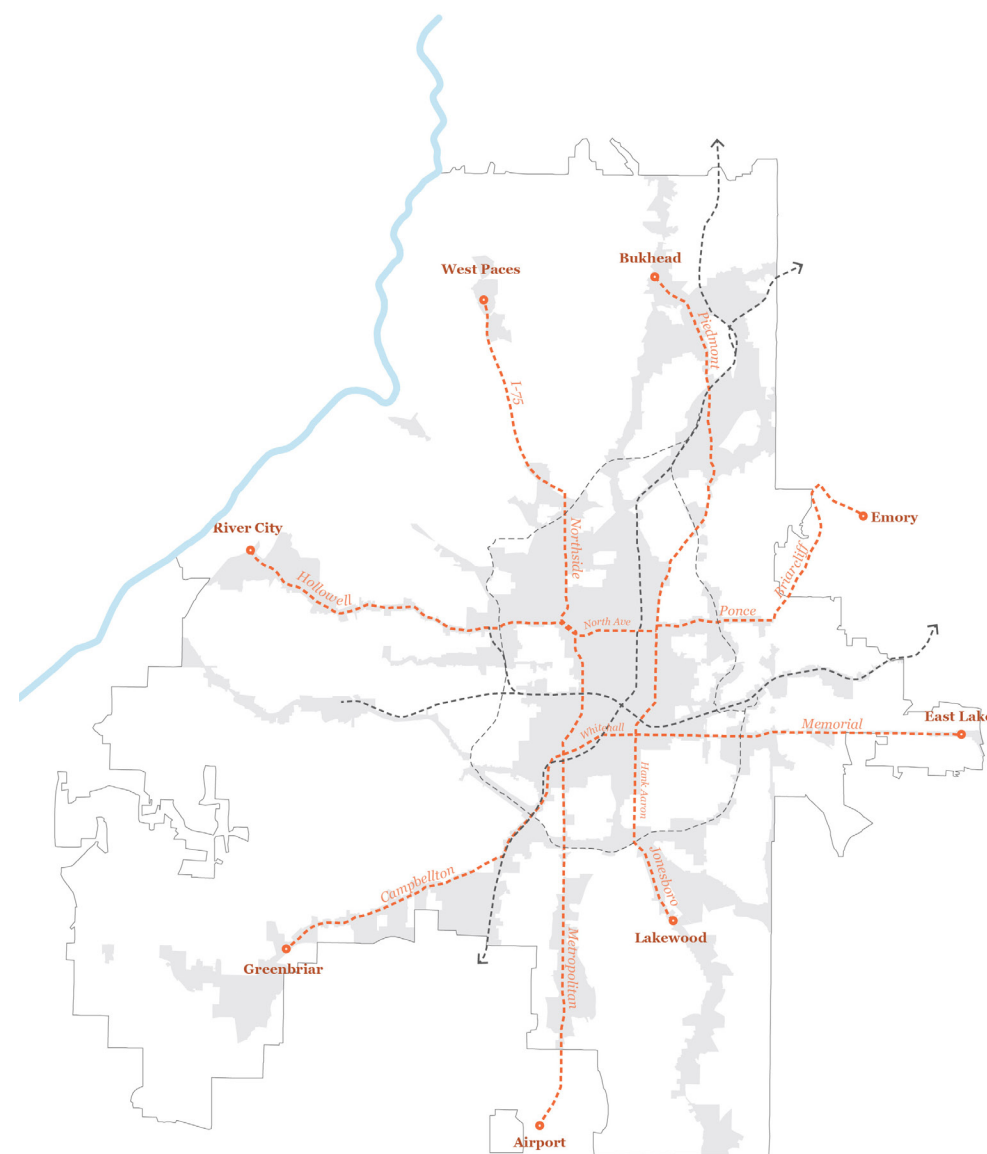 Bukhead
West Paces
Piedmont
I-75
Emory
River City
Northside
Hollowell
Briarcliff
Ponce
North Ave
East Lake
Memorial
Whitehall
Hank Aaron
Jonesboro
Campbellton
Lakewood
Metropolitan
Greenbriar
Airport